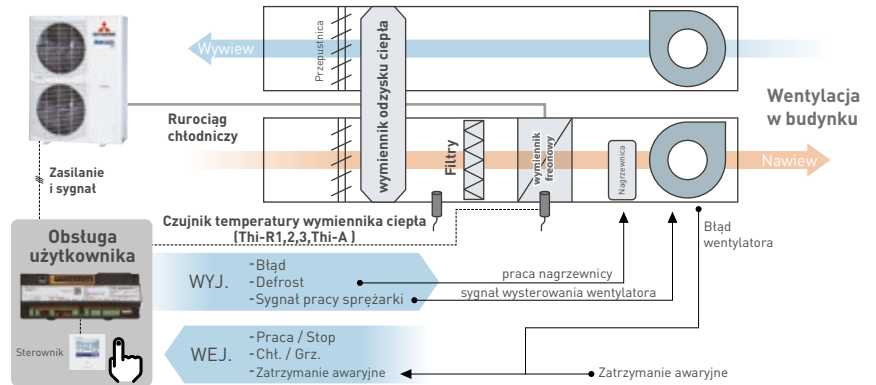 Wywiew
Przepustnica
wymiennik odzysku ciepła
Wentylacja
w budynku
Rurociąg
chłodniczy
Filtry
wymiennik
freonowy
Nagrzewnica
Nawiew
Zasilanie
i sygnał
Czujnik temperatury wymiennika ciepła
(Thi-R1,2,3,Thi-A )
Błąd
wentylatora
Obsługa
użytkownika
WYJ.
-Błąd
-Defrost
-Sygnał pracy sprężarki
praca nagrzewnicy
sygnał wysterowania wentylatora
Sterownik
WEJ.
-Praca / Stop
-Chł. / Grz.
-Zatrzymanie awaryjne
Zatrzymanie awaryjne